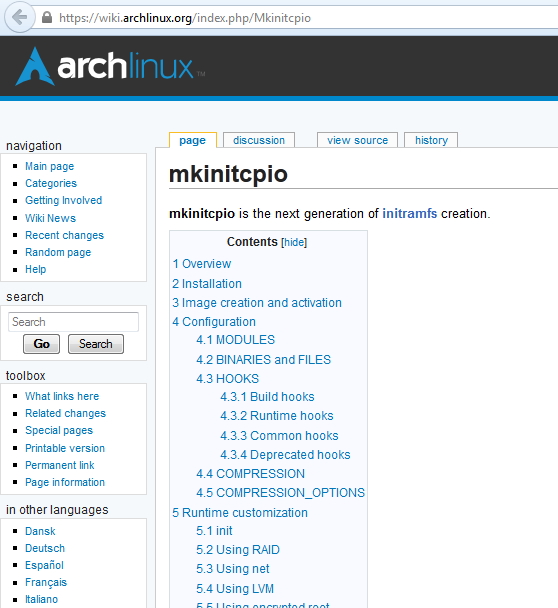 https://wiki.archlinux.org/index.php/Mkinitcpio
archlinux™
page discussion view source history
navigation
Main page
Categories
Getting Involved
Wiki News
Recent changes
Random page
Help
search
Search
Go Search
toolbox
What links here
Related changes
Special pages
Printable version
Permanent link
Page information
in other languages
Dansk
Deutsch
Español
Français
Italiano
mkinitcpio
mkinitcpio is the next generation of initramfs creation.
Contents [hide]
1 Overview
2 Installation
3 Image creation and activation
4 Configuration
4.1 MODULES
4.2 BINARIES and FILES
4.3 HOOKS
4.3.1 Build hooks
4.3.2 Runtime hooks
4.3.3 Common hooks
4.3.4 Deprecated hooks
4.4 COMPRESSION
4.5 COMPRESSION_OPTIONS
5 Runtime customization
5.1 init
5.2 Using RAID
5.3 Using net
5.4 Using LVM
5.5 Using encrypted root